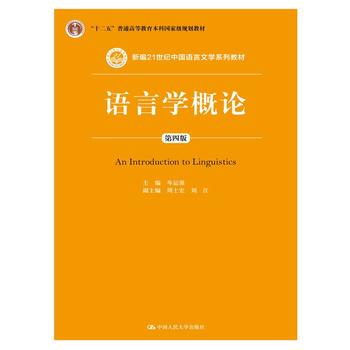 “十二五”普通高等教育本科国家级规划教材
新编21世纪中国语言文学系列教材
语言学概论
第四版
An Introduction to Linguistics
主 编 岑运强
副主编 周士宏 刘 江
中国人民大学出版社